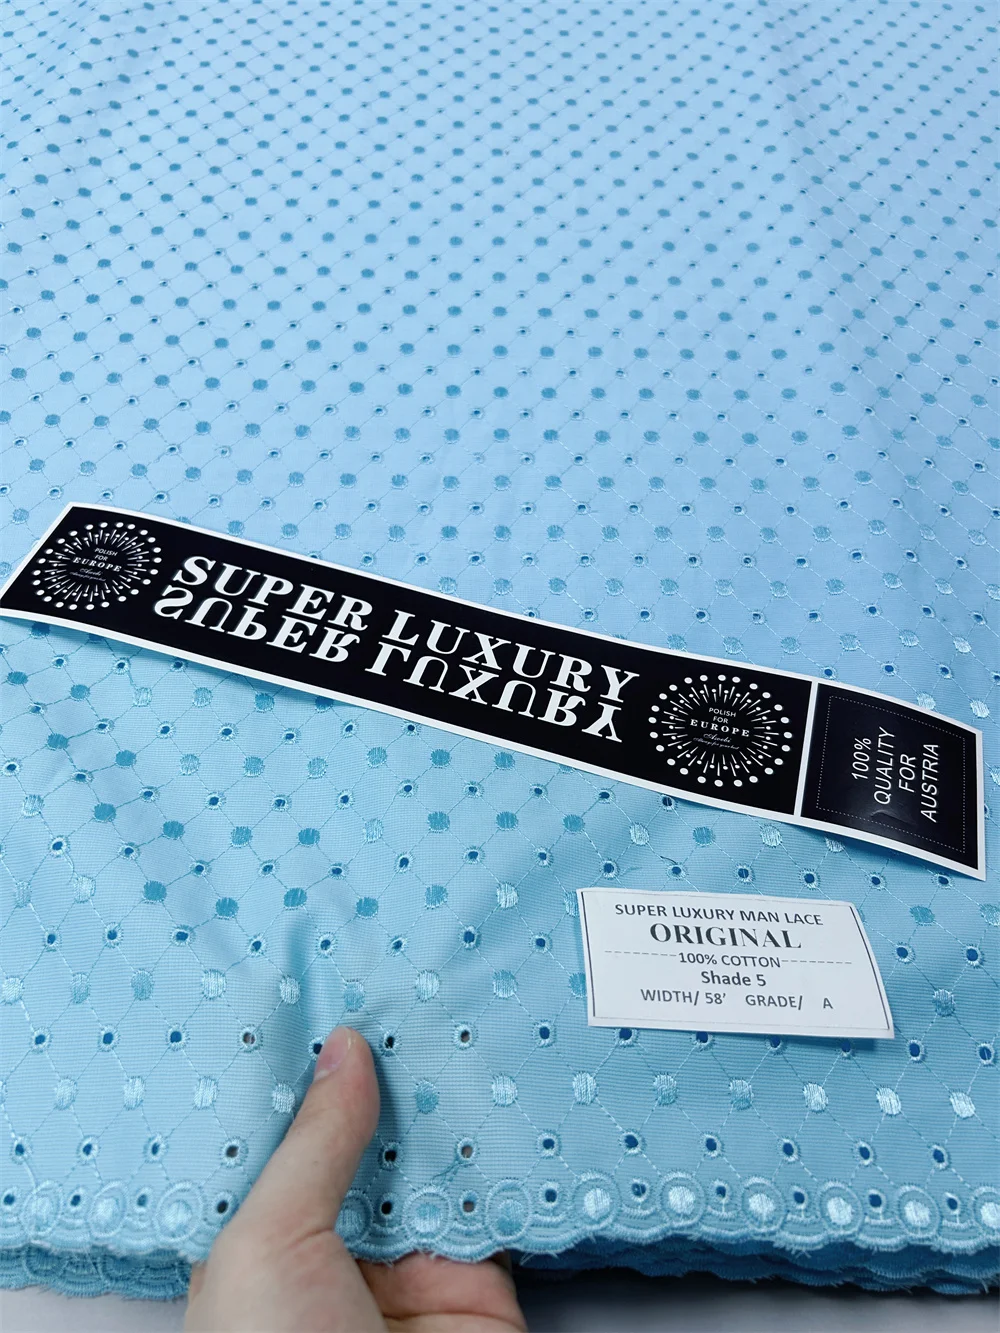 POLISH
FOR
EUROPE
SUPER LUXURY
SUPER LUXURY
POLISH
FOR
EUROPE
100%
QUALITY
FOR
AUSTRIA
SUPER LUXURY MAN LACE
ORIGINAL
100% COTTON
Shade 5
WIDTH/ 58' GRADE/ A